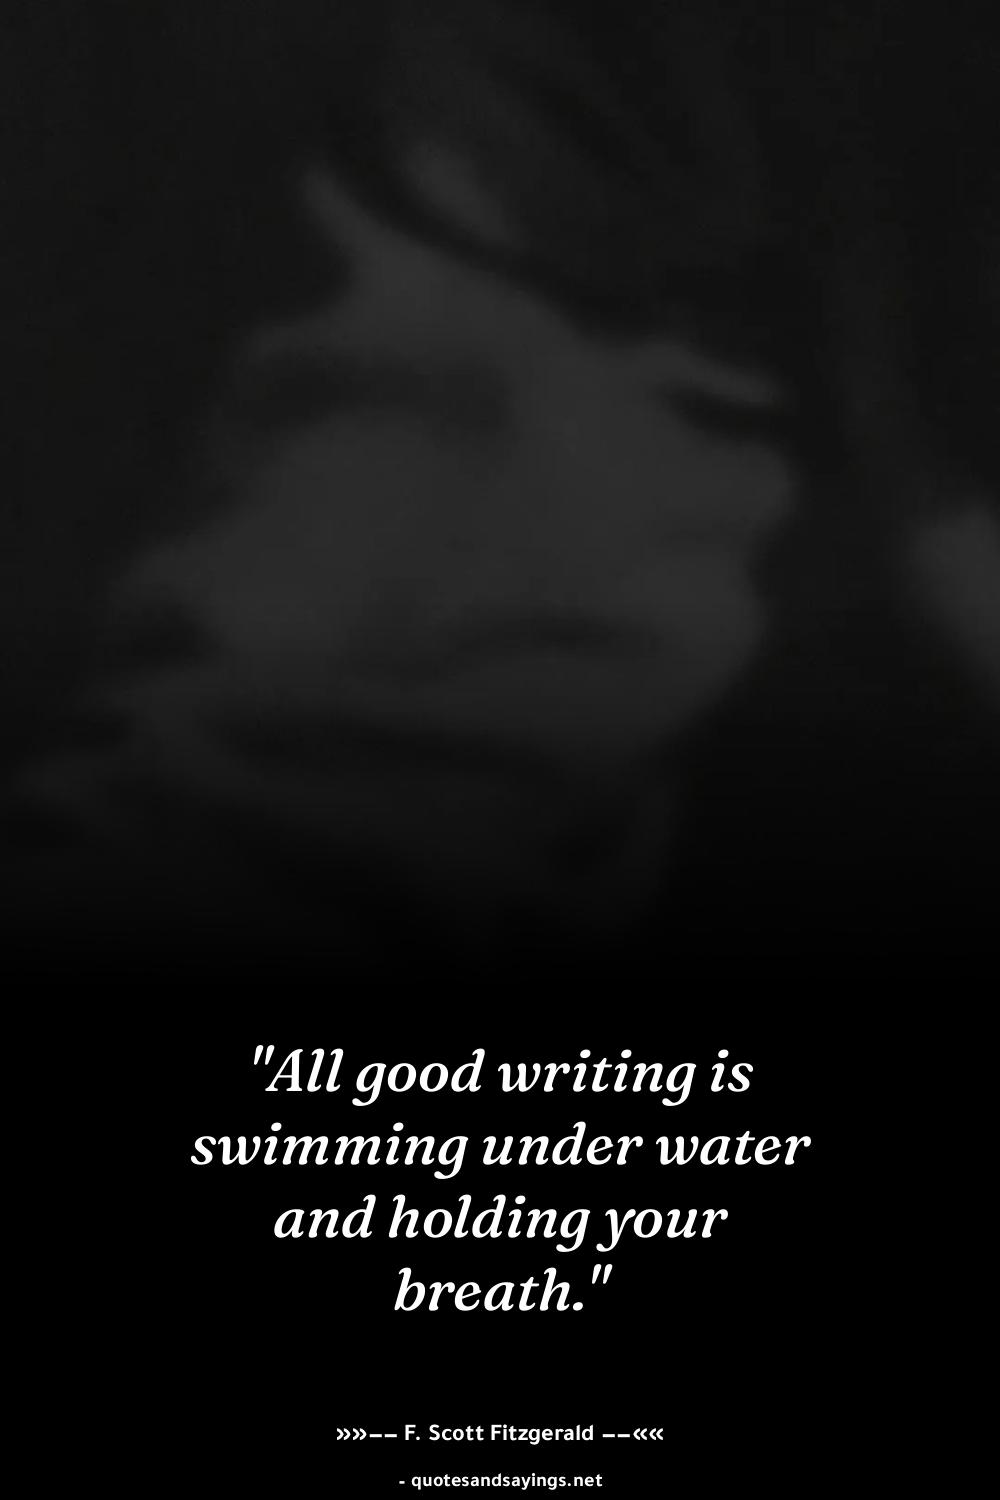 "All good writing is
swimming under water
and holding your
breath."
»»-- F. Scott Fitzgerald --««
- quotesandsayings.net